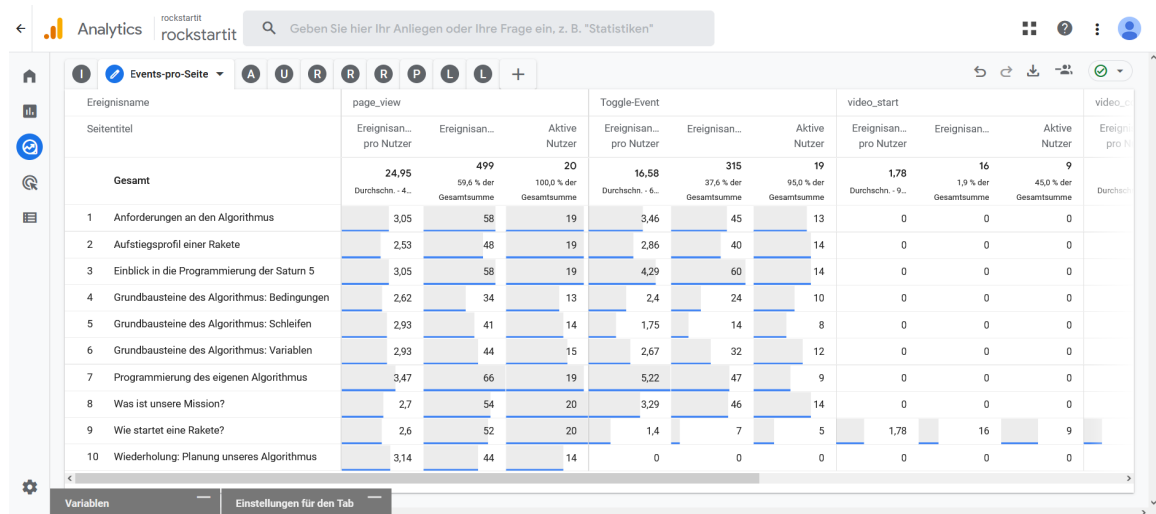 Analytics
rockstartit
rockstartit
Geben Sie hier Ihr Anliegen oder Ihre Frage ein, z. B. "Statistiken"
I Events-pro-Seite A U R R R P L L +
Ereignisname page_view Toggle-Event video_start
Seitentitel Ereignisan... Ereignisan... Aktive Ereignisan... Ereignisan... Aktive Ereignisan... Ereignisan... Aktive
pro Nutzer Nutzer pro Nutzer Nutzer pro Nutzer Nutzer
Gesamt 24,95 499 20 16,58 315 19 1,78 16 9
Durchschn. - 4... 59,6 % der 100,0 % der Durchschn. - 6... 37,6 % der 95,0 % der Durchschn. - 9... 1,9 % der 45,0 % der
Gesamtsumme Gesamtsumme Gesamtsumme Gesamtsumme Gesamtsumme Gesamtsumme
1 Anforderungen an den Algorithmus 3,05 58 19 3,46 45 13 0 0 0
2 Aufstiegsprofil einer Rakete 2,53 48 19 2,86 40 14 0 0 0
3 Einblick in die Programmierung der Saturn 5 3,05 58 19 4,29 60 14 0 0 0
4 Grundbausteine des Algorithmus: Bedingungen 2,62 34 13 2,4 24 10 0 0 0
5 Grundbausteine des Algorithmus: Schleifen 2,93 41 14 1,75 14 8 0 0 0
6 Grundbausteine des Algorithmus: Variablen 2,93 44 15 2,67 32 12 0 0 0
7 Programmierung des eigenen Algorithmus 3,47 66 19 5,22 47 9 0 0 0
8 Was ist unsere Mission? 2,7 54 20 3,29 46 14 0 0 0
9 Wie startet eine Rakete? 2,6 52 20 1,4 7 5 1,78 16 9
10 Wiederholung: Planung unseres Algorithmus 3,14 44 14 0 0 0 0 0 0
Variablen
Einstellungen für den Tab